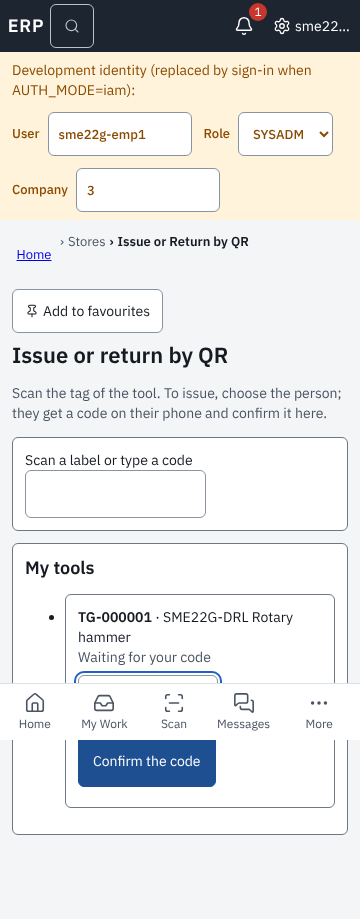 ERP
1
sme22...
Development identity (replaced by sign-in when
AUTH_MODE=iam):
User
sme22g-emp1
Role
SYSADM
Company
3
Home
› Stores › Issue or Return by QR
Add to favourites
Issue or return by QR
Scan the tag of the tool. To issue, choose the person;
they get a code on their phone and confirm it here.
Scan a label or type a code
My tools
TG-000001 · SME22G-DRL Rotary
hammer
Waiting for your code
Home
My Work
Scan
Messages
More
Confirm the code